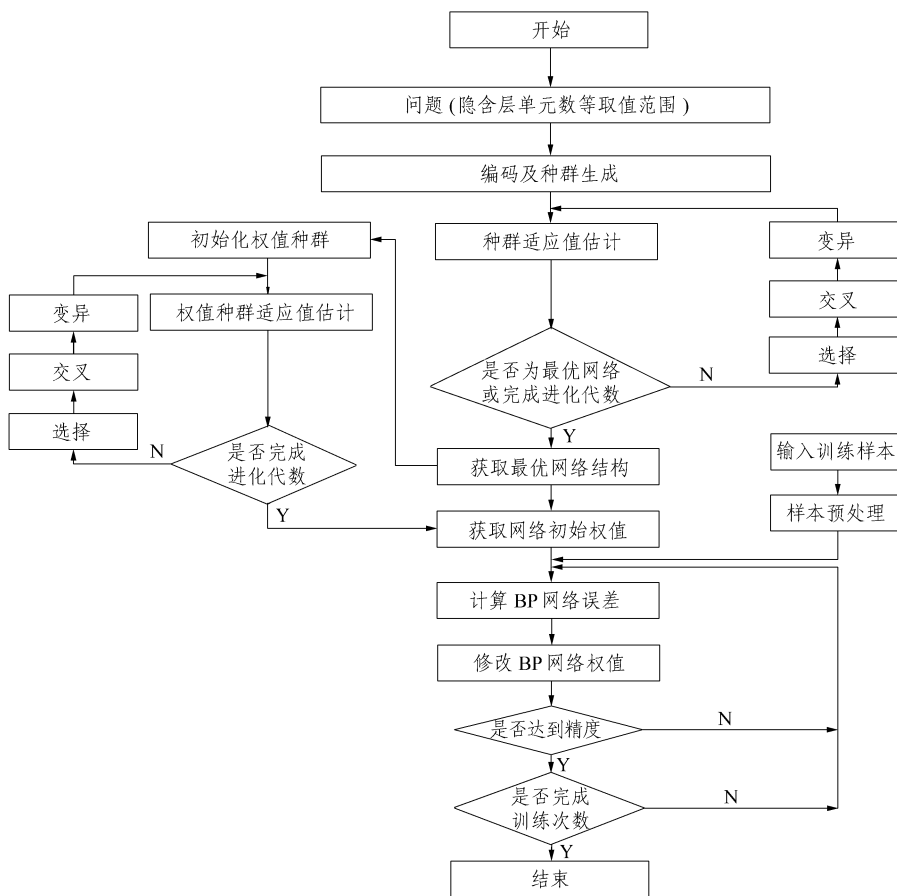 开始
问题(隐含层单元数等取值范围)
编码及种群生成
初始化权值种群
种群适应值估计
变异
变异
权值种群适应值估计
交叉
交叉
选择
是否为最优网络
或完成进化代数
N
选择
N
是否完成
进化代数
Y
获取最优网络结构
输入训练样本
Y
获取网络初始权值
样本预处理
计算 BP 网络误差
修改 BP 网络权值
是否达到精度
N
Y
是否完成
训练次数
N
Y
结束